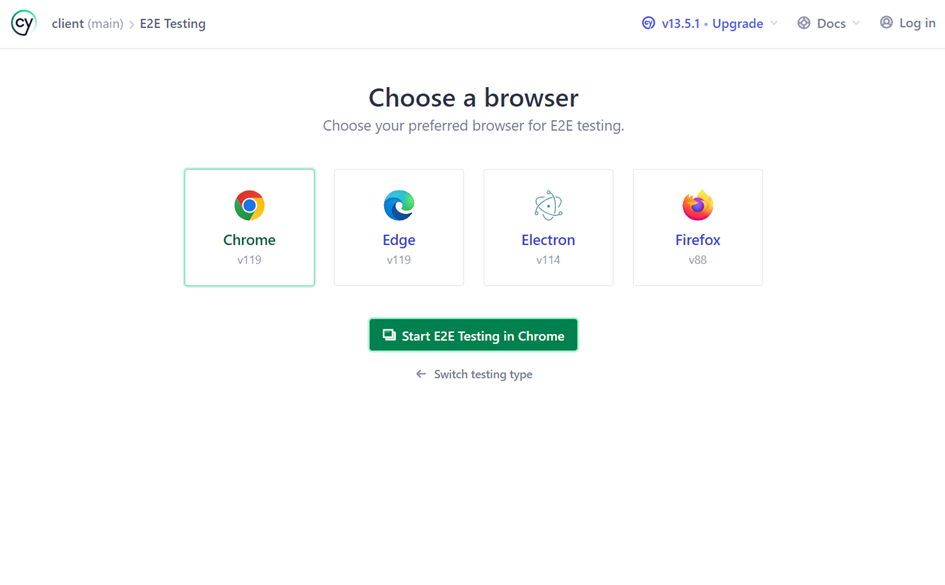 cy client (main) > E2E Testing
cy v13.5.1 • Upgrade Docs Log in
Choose a browser
Choose your preferred browser for E2E testing.
Chrome Edge Electron Firefox
v119 v119 v114 v88
Start E2E Testing in Chrome
← Switch testing type